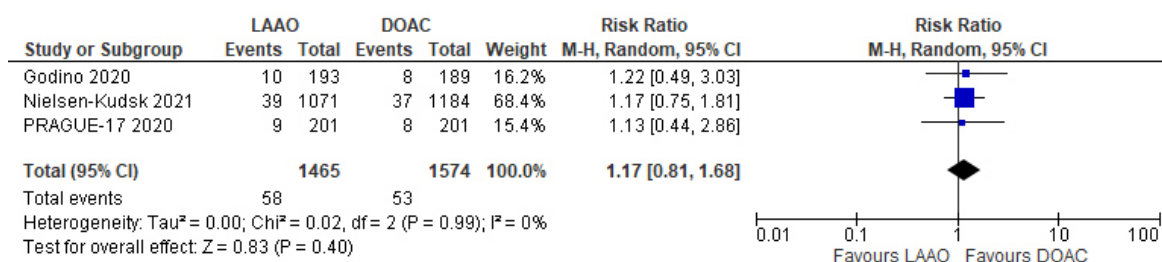 LAAO DOAC Risk Ratio Risk Ratio
Study or Subgroup Events Total Events Total Weight M-H, Random, 95% CI M-H, Random, 95% CI
Godino 2020 10 193 8 189 16.2% 1.22 [0.49, 3.03]
Nielsen-Kudsk 2021 39 1071 37 1184 68.4% 1.17 [0.75, 1.81]
PRAGUE-17 2020 9 201 8 201 15.4% 1.13 [0.44, 2.86]
Total (95% CI) 1465 1574 100.0% 1.17 [0.81, 1.68]
Total events 58 53
Heterogeneity: Tau² = 0.00; Chi² = 0.02, df = 2 (P = 0.99); I² = 0%
Test for overall effect: Z = 0.83 (P = 0.40)
0.01 0.1 1 10 100
Favours LAAO Favours DOAC